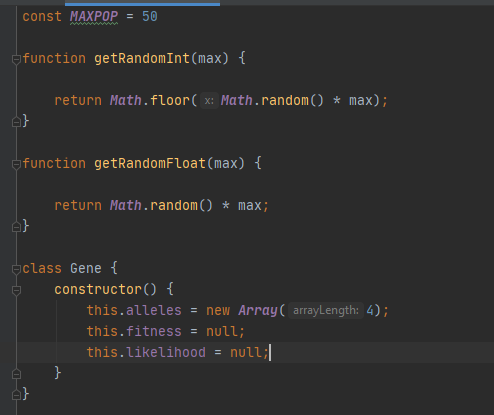 const MAXPOP = 50
function getRandomInt(max) {
return Math.floor( x: Math.random() * max);
}
function getRandomFloat(max) {
return Math.random() * max;
}
class Gene {
constructor() {
this.alleles = new Array( arrayLength: 4);
this.fitness = null;
this.likelihood = null;
}
}